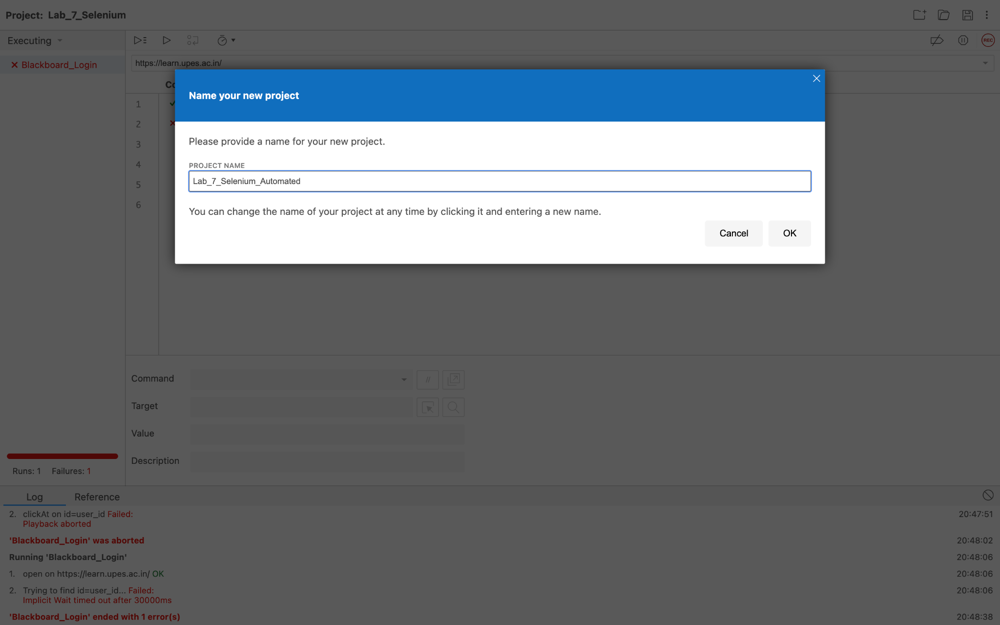 Project: Lab_7_Selenium
Executing
REC
Blackboard_Login
https://learn.upes.ac.in/
Name your new project
Please provide a name for your new project.
PROJECT NAME
Lab_7_Selenium_Automated
You can change the name of your project at any time by clicking it and entering a new name.
Cancel OK
1
2
3
4
5
6
Command
//
Target
Value
Description
Runs: 1 Failures: 1
Log Reference
2. clickAt on id=user_id Failed: 20:47:51
Playback aborted
'Blackboard_Login' was aborted 20:48:02
Running 'Blackboard_Login' 20:48:06
1. open on https://learn.upes.ac.in/ OK 20:48:06
2. Trying to find id=user_id... Failed: 20:48:06
Implicit Wait timed out after 30000ms
'Blackboard_Login' ended with 1 error(s) 20:48:38